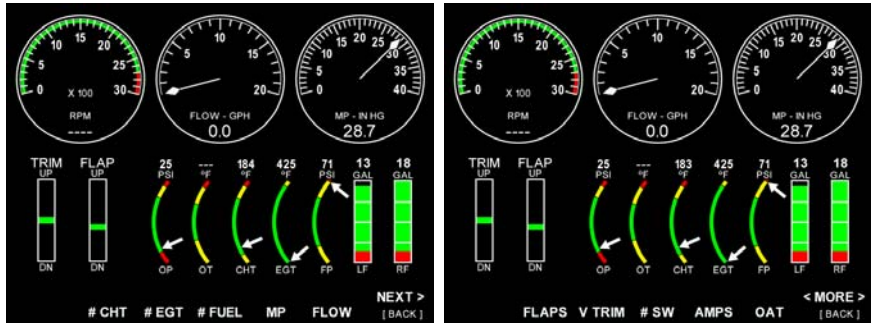 5 10 15 20 25 30 0
X 100
RPM
----
0 5 10 15 20
FLOW - GPH
0.0
0 5 10 15 20 25 30 35 40
MP - IN HG
28.7
TRIM FLAP 25 --- 184 425 71 13 18
UP UP PSI °F °F °F PSI GAL GAL
DN DN OP OT CHT EGT FP LF RF
NEXT >
# CHT # EGT # FUEL MP FLOW [BACK]
5 10 15 20 25 30 0
X 100
RPM
----
0 5 10 15 20
FLOW - GPH
0.0
0 5 10 15 20 25 30 35 40
MP - IN HG
28.7
TRIM FLAP 25 --- 183 425 71 13 18
UP UP PSI °F °F °F PSI GAL GAL
DN DN OP OT CHT EGT FP LF RF
< MORE >
FLAPS V TRIM # SW AMPS OAT [BACK]